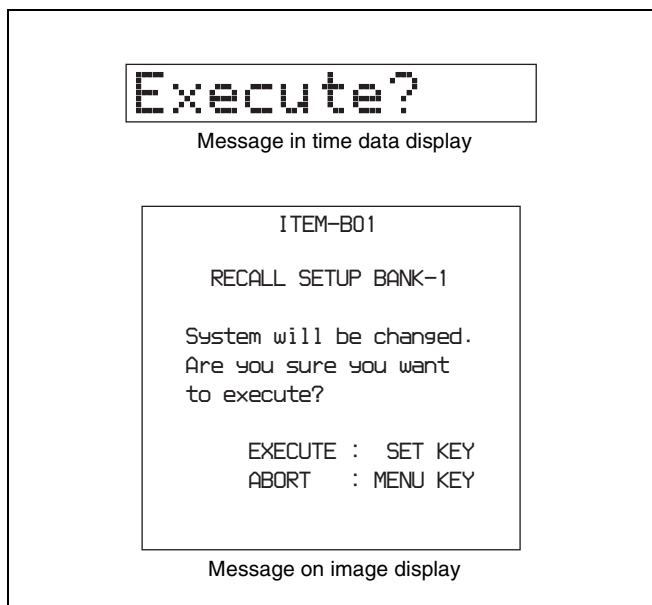 Execute?
Message in time data display
ITEM-B01
RECALL SETUP BANK-1
System will be changed.
Are you sure you want
to execute?
EXECUTE : SET KEY
ABORT : MENU KEY
Message on image display